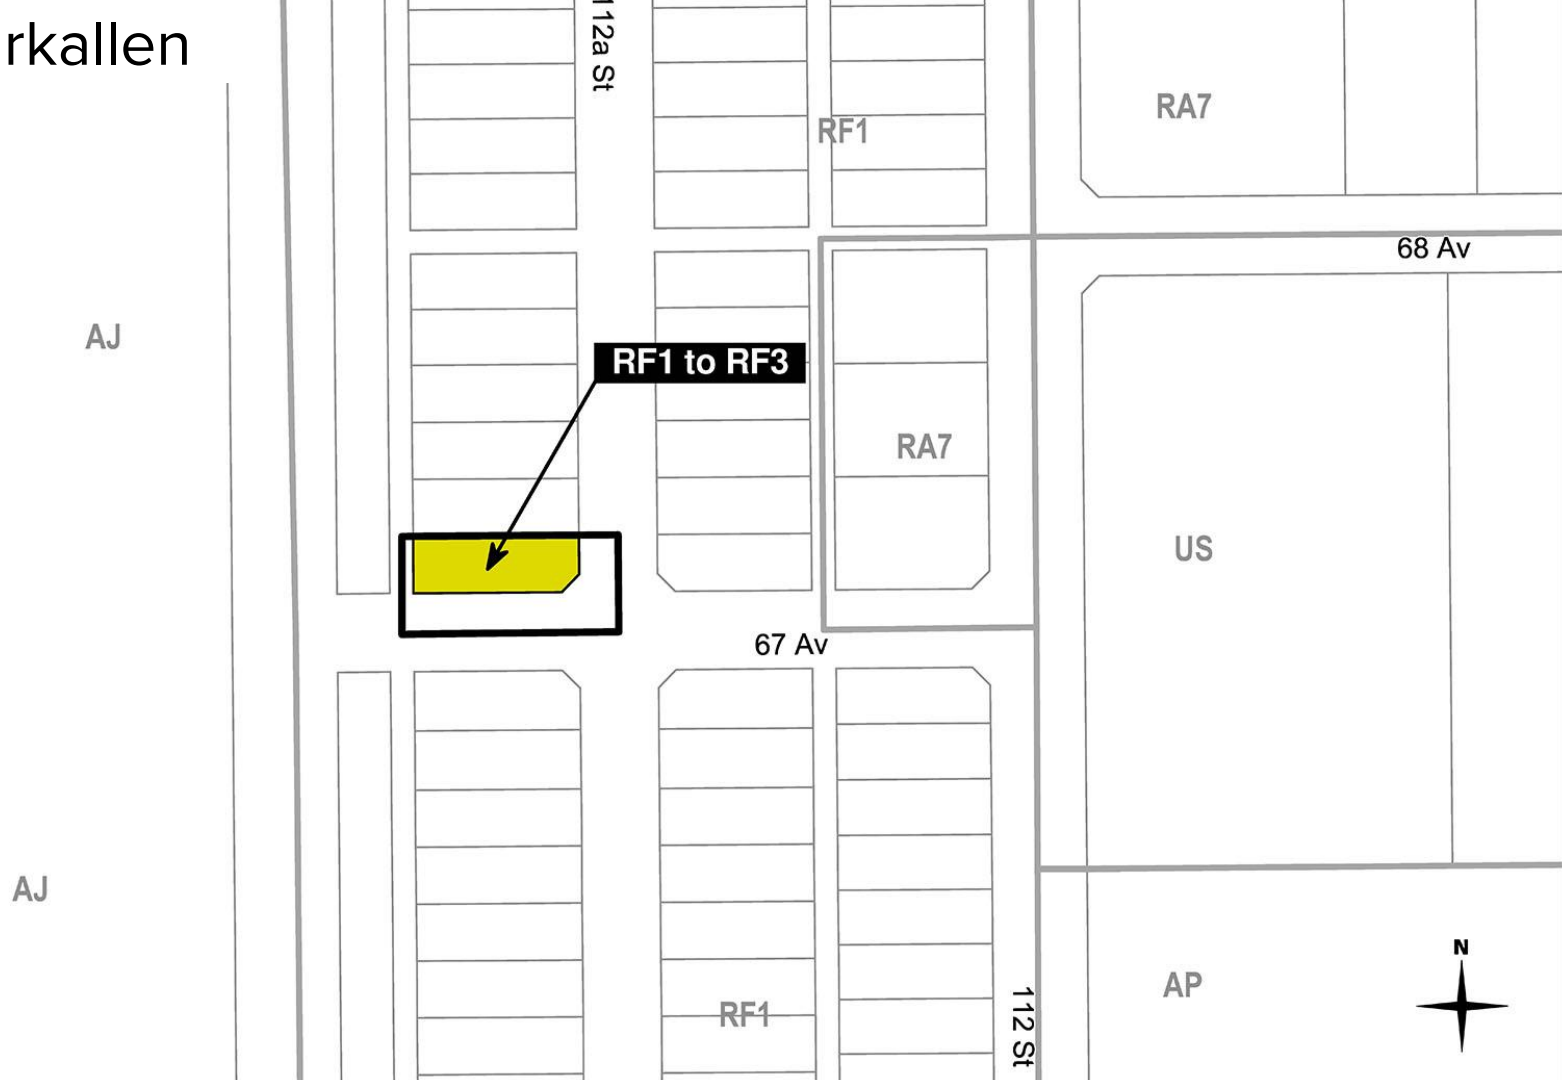 rkallen
112a St
RA7
RF1
68 Av
AJ
RF1 to RF3
RA7
US
67 Av
AJ
N
AP
RF1
112 St